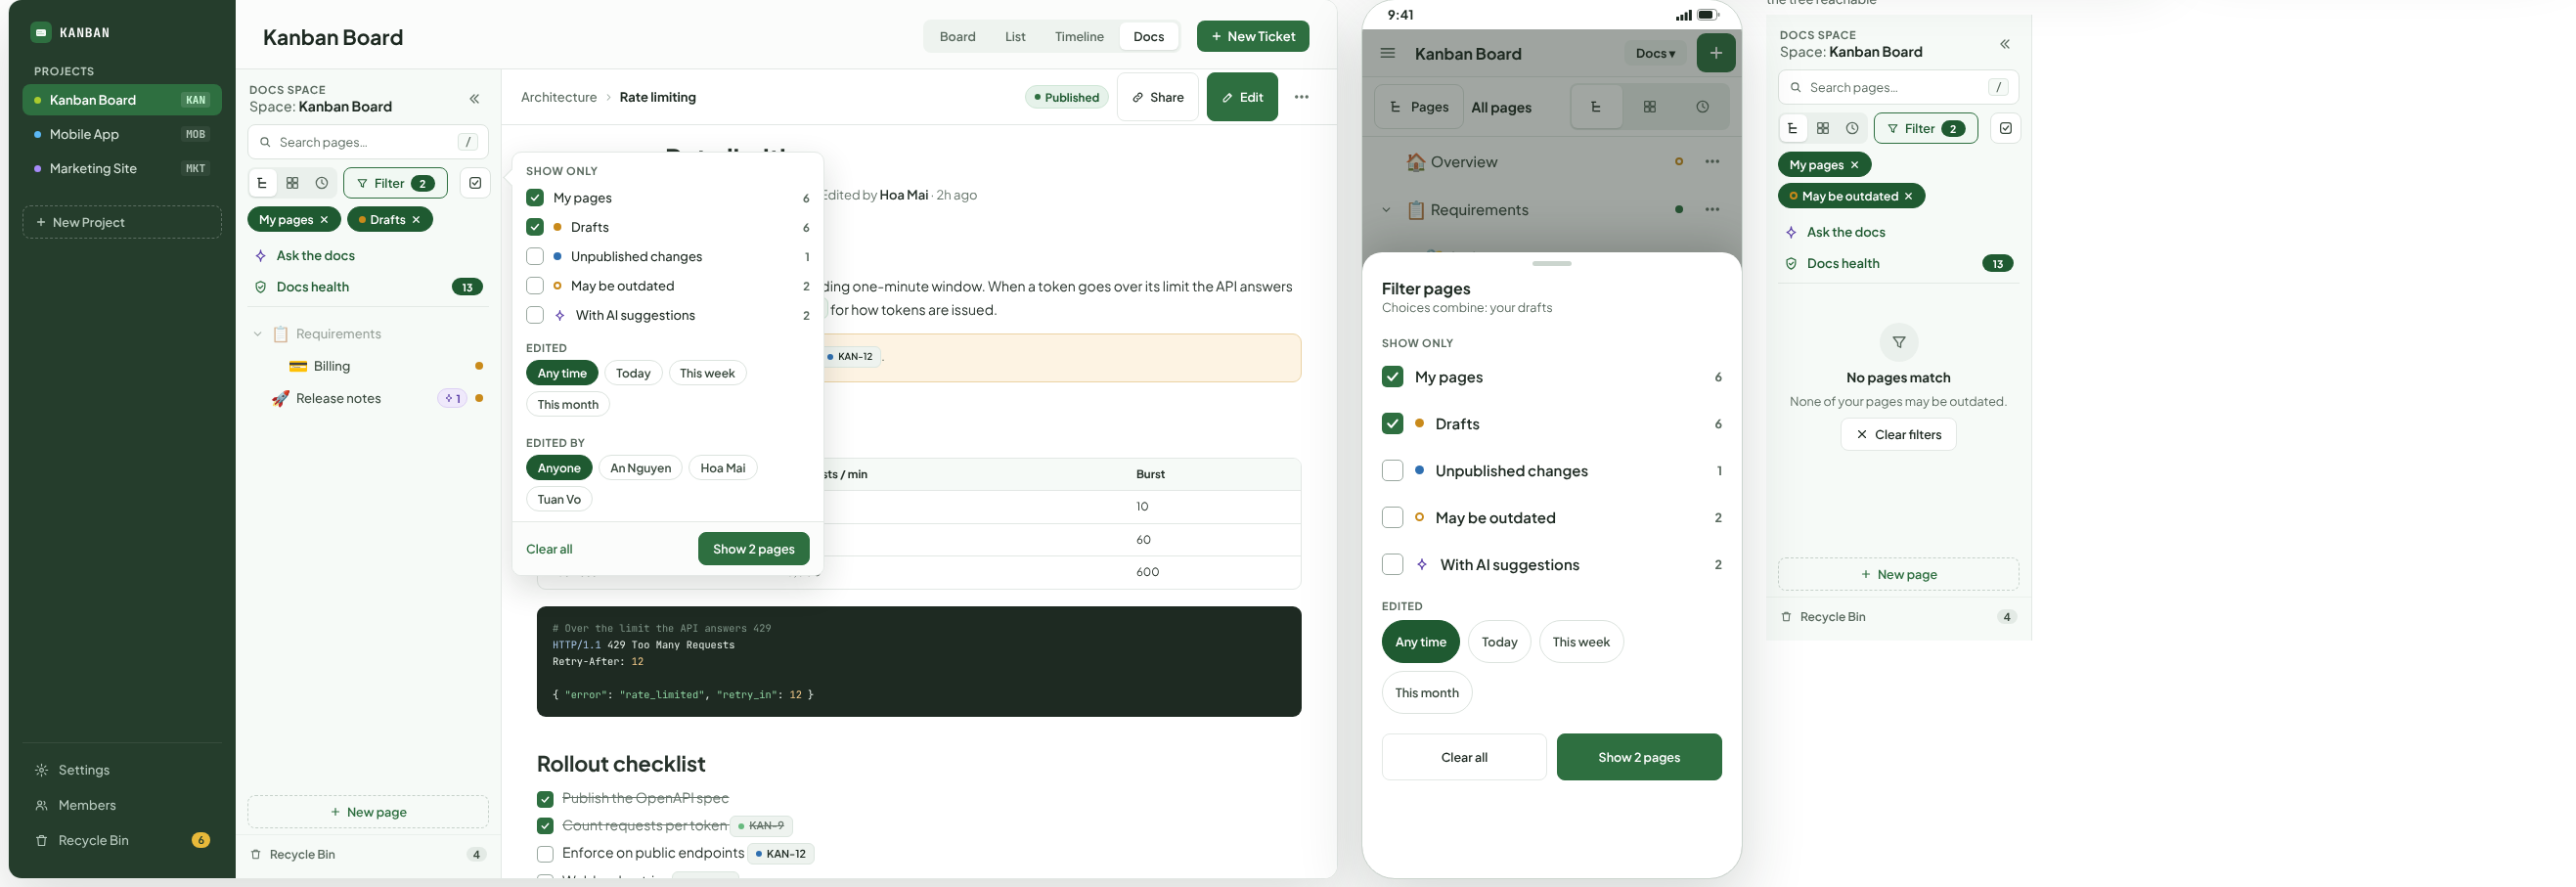 KANBAN
PROJECTS
Kanban Board KAN
Mobile App MOB
Marketing Site MKT
+ New Project
Settings
Members
Recycle Bin 6
Kanban Board
Board List Timeline Docs
+ New Ticket
DOCS SPACE
Space: Kanban Board
Search pages... /
Filter 2
My pages ×
Drafts ×
Ask the docs
Docs health 13
Requirements
Billing
Release notes 1
+ New page
Recycle Bin 4
Architecture › Rate limiting
Published
Share
Edit
Edited by Hoa Mai · 2h ago
ding one-minute window. When a token goes over its limit the API answers
for how tokens are issued.
KAN-12 .
sts / min Burst
10
60
600
SHOW ONLY
My pages 6
Drafts 6
Unpublished changes 1
May be outdated 2
With AI suggestions 2
EDITED
Any time Today This week
This month
EDITED BY
Anyone An Nguyen Hoa Mai
Tuan Vo
Clear all Show 2 pages
# Over the limit the API answers 429
HTTP/1.1 429 Too Many Requests
Retry-After: 12
{ "error": "rate_limited", "retry_in": 12 }
Rollout checklist
Publish the OpenAPI spec
Count requests per token KAN-9
Enforce on public endpoints KAN-12
9:41
Kanban Board Docs ▾ +
Pages All pages
Overview
Requirements
Filter pages
Choices combine: your drafts
SHOW ONLY
My pages 6
Drafts 6
Unpublished changes 1
May be outdated 2
With AI suggestions 2
EDITED
Any time Today This week
This month
Clear all Show 2 pages
the tree reachable
DOCS SPACE
Space: Kanban Board
Search pages... /
Filter 2
My pages ×
May be outdated ×
Ask the docs
Docs health 13
No pages match
None of your pages may be outdated.
× Clear filters
+ New page
Recycle Bin 4